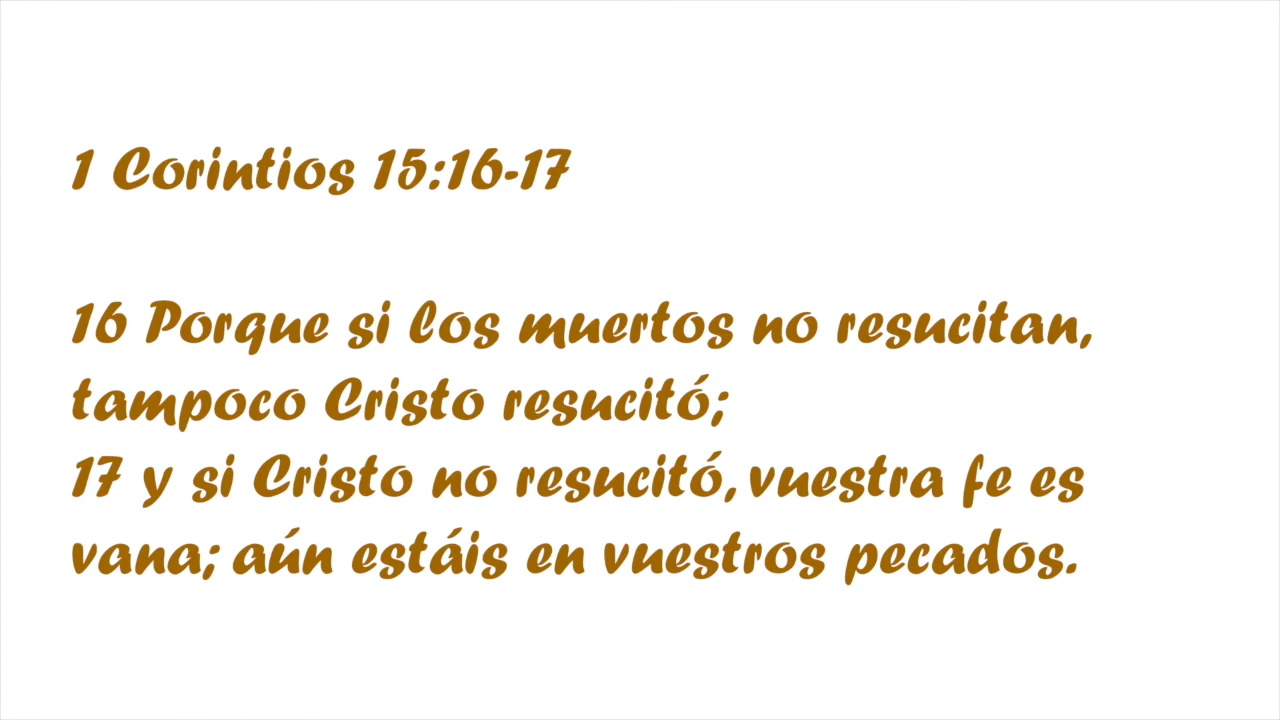 1 Corintios 15:16-17
16 Porque si los muertos no resucitan,
tampoco Cristo resucitó;
17 y si Cristo no resucitó, vuestra fe es
vana; aún estáis en vuestros pecados.